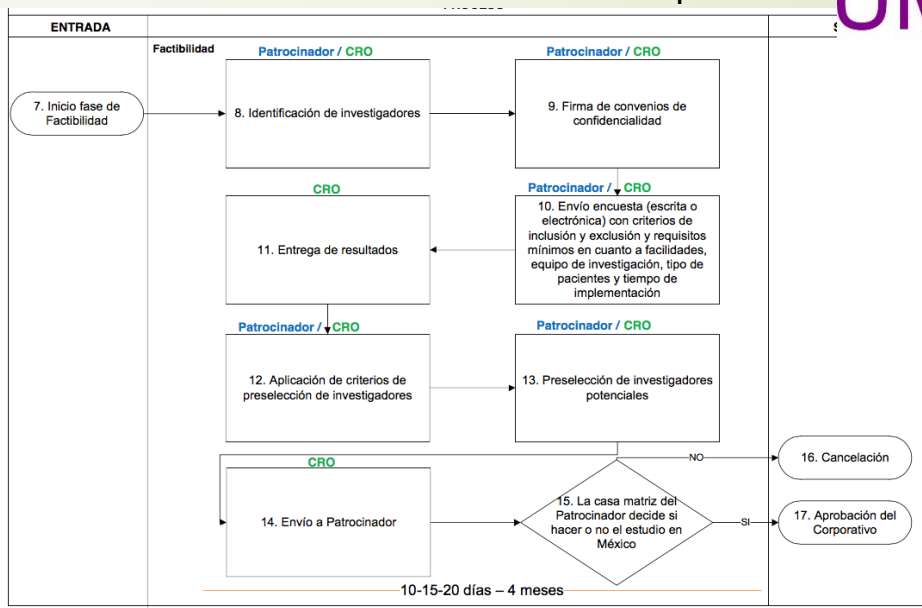 ENTRADA
Factibilidad
Patrocinador / CRO
Patrocinador / CRO
7. Inicio fase de
Factibilidad
8. Identificación de investigadores
9. Firma de convenios de
confidencialidad
CRO
Patrocinador / CRO
11. Entrega de resultados
10. Envío encuesta (escrita o
electrónica) con criterios de
inclusión y exclusión y requisitos
mínimos en cuanto a facilidades,
equipo de investigación, tipo de
pacientes y tiempo de
implementación
Patrocinador / CRO
Patrocinador / CRO
12. Aplicación de criterios de
preselección de investigadores
13. Preselección de investigadores
potenciales
CRO
14. Envío a Patrocinador
15. La casa matriz del
Patrocinador decide si
hacer o no el estudio en
México
NO
16. Cancelación
SI
17. Aprobación del
Corporativo
10-15-20 días – 4 meses